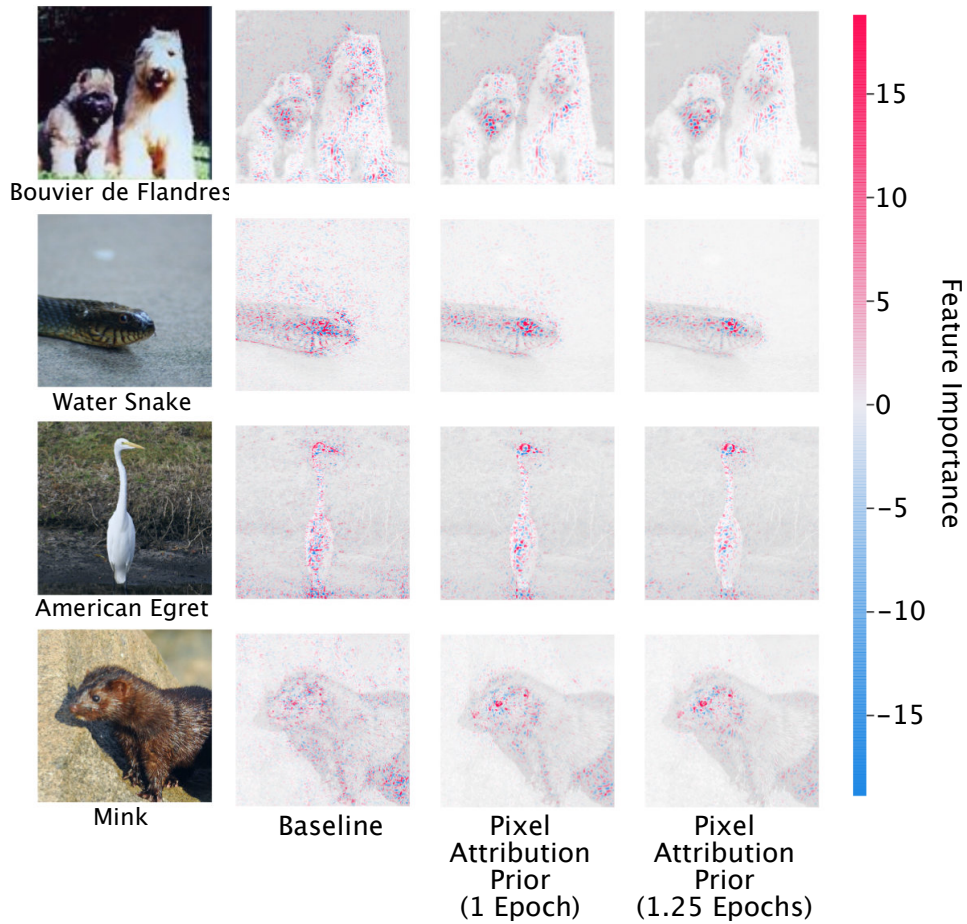 Bouvier de Flandres
Water Snake
American Egret
Mink
Baseline
Pixel
Attribution
Prior
(1 Epoch)
Pixel
Attribution
Prior
(1.25 Epochs)
15
10
5
0
−5
−10
−15
Feature Importance